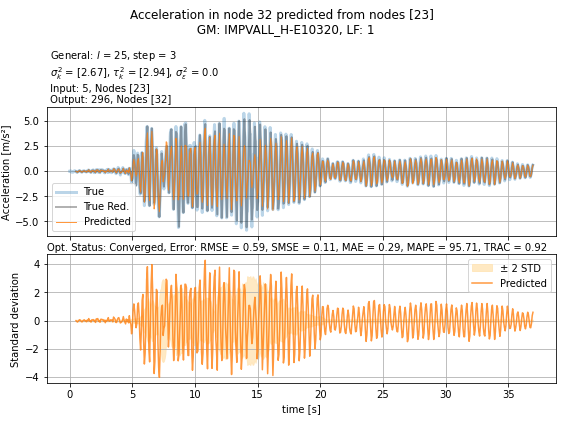 Acceleration in node 32 predicted from nodes [23]
GM: IMPVALL_H-E10320, LF: 1
General: l = 25, step = 3
σ²ₖ = [2.67], τ²ₖ = [2.94], σ²ε = 0.0
Input: 5, Nodes [23]
Output: 296, Nodes [32]
Acceleration [m/s²]
5.0
2.5
0.0
−2.5
−5.0
True
True Red.
Predicted
Opt. Status: Converged, Error: RMSE = 0.59, SMSE = 0.11, MAE = 0.29, MAPE = 95.71, TRAC = 0.92
Standard deviation
4
2
0
−2
−4
± 2 STD
Predicted
0 5 10 15 20 25 30 35
time [s]